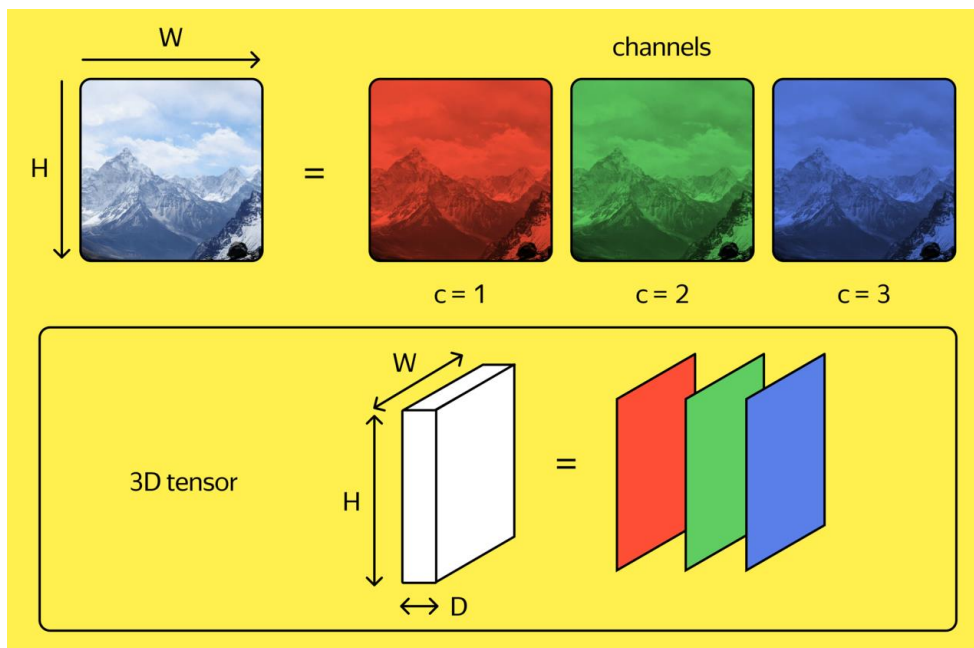 W
channels
H
=
c = 1
c = 2
c = 3
W
3D tensor
H
=
D